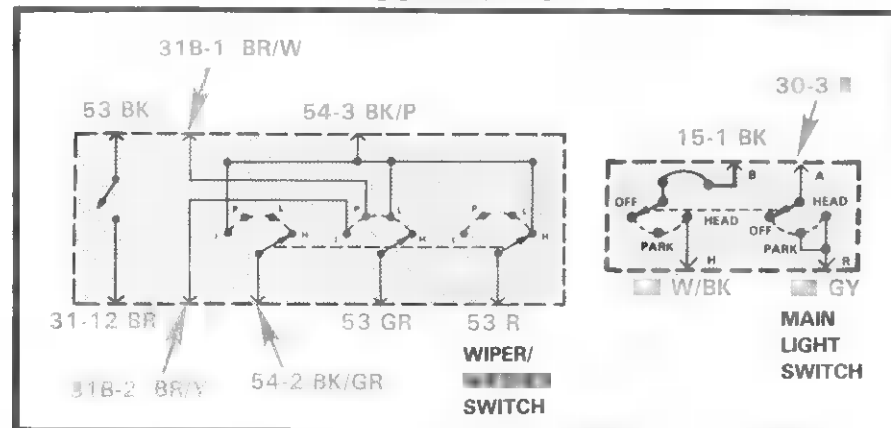 31B-1 BR/W
30-3
53 BK
54-3 BK/P
15-1 BK
B
A
OFF
HEAD
HEAD
OFF
PARK
PARK
H
R
P
L
P
L
P
L
J
H
J
H
L
H
W/BK
GY
31-12 BR
53 GR
53 R
MAIN
LIGHT
SWITCH
WIPER/
SWITCH
31B-2 BR/Y
54-2 BK/GR